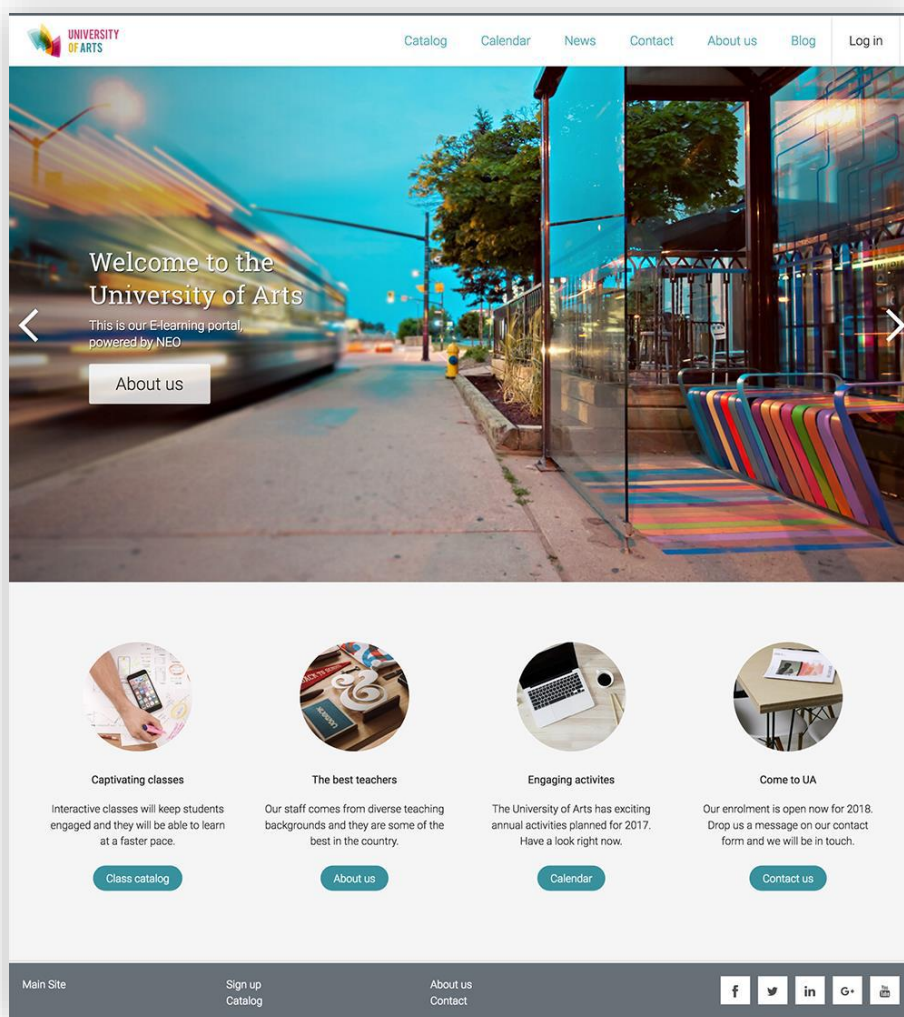 UNIVERSITY
OF ARTS
Catalog Calendar News Contact About us Blog Log in
Welcome to the
University of Arts
This is our E-learning portal,
powered by NEO
About us
Captivating classes
Interactive classes will keep students
engaged and they will be able to learn
at a faster pace.
Class catalog
The best teachers
Our staff comes from diverse teaching
backgrounds and they are some of the
best in the country.
About us
Engaging activites
The University of Arts has exciting
annual activities planned for 2017.
Have a look right now.
Calendar
Come to UA
Our enrolment is open now for 2018.
Drop us a message on our contact
form and we will be in touch.
Contact us
Main Site
Sign up
Catalog
About us
Contact
f in G+
You
Tube